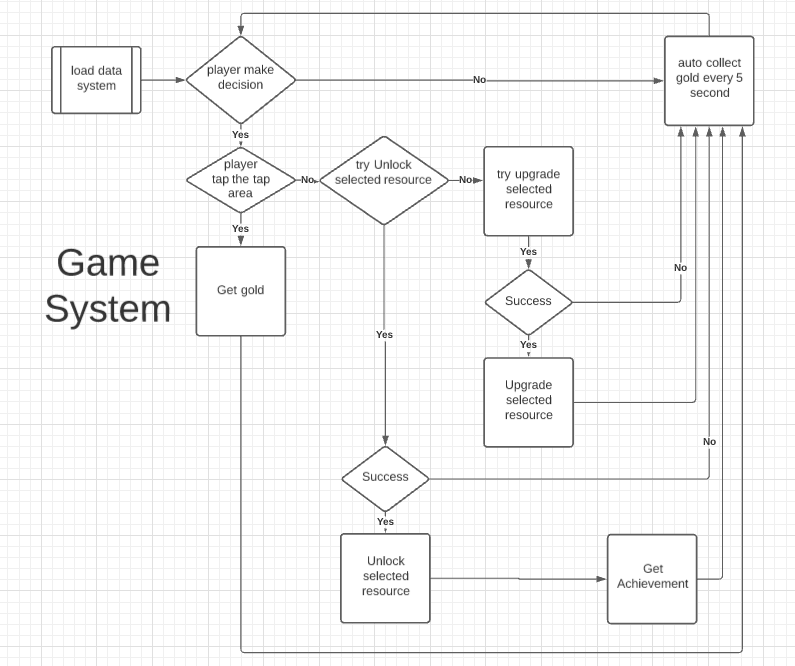 load data
system
player make
decision
No
auto collect
gold every 5
second
Yes
player
tap the tap
area
No
try Unlock
selected resource
No
try upgrade
selected
resource
Yes
Get gold
Game
System
Yes
Success
No
Yes
Upgrade
selected
resource
Yes
No
Success
Yes
Unlock
selected
resource
Get
Achievement